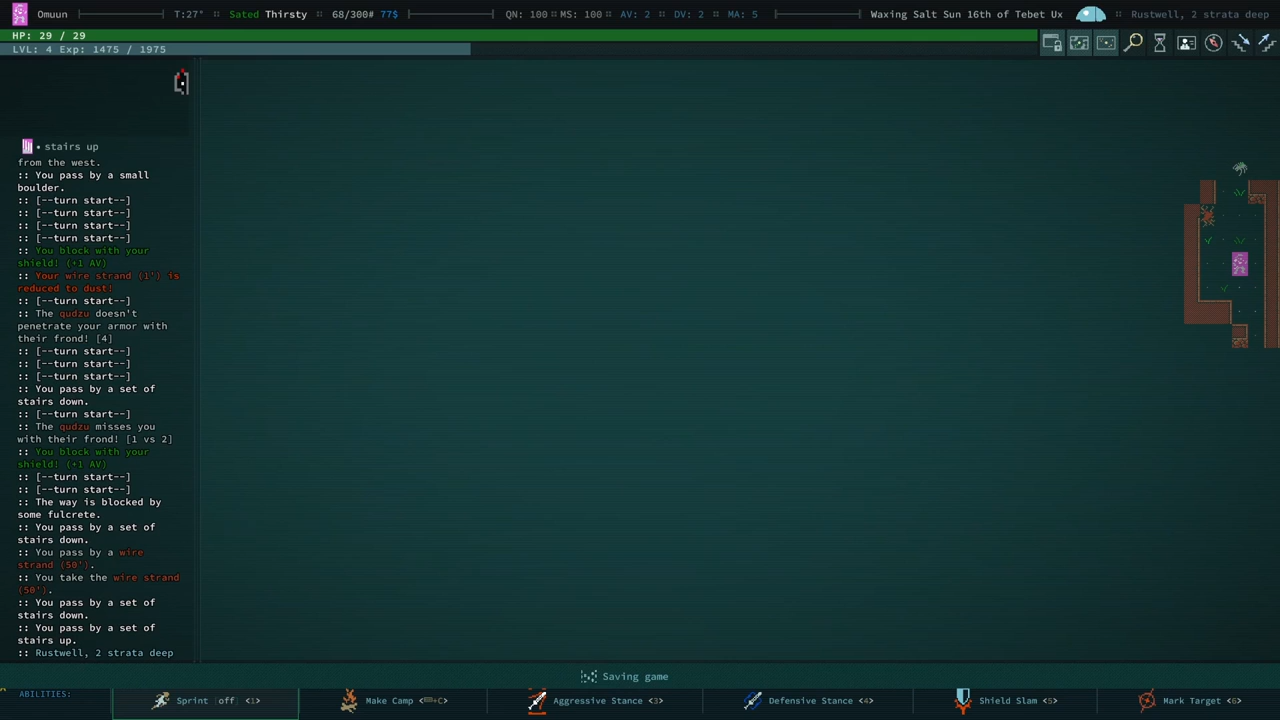 Omuun T:27° :: Sated Thirsty :: 68/300# 77$ QN: 100 :: MS: 100 :: AV: 2 :: DV: 2 :: MA: 5 Waxing Salt Sun 16th of Tebet Ux :: Rustwell, 2 strata deep
HP: 29 / 29
LVL: 4 Exp: 1475 / 1975
• stairs up
from the west.
:: You pass by a small
boulder.
:: [--turn start--]
:: [--turn start--]
:: [--turn start--]
:: [--turn start--]
:: You block with your
shield! (+1 AV)
:: Your wire strand (1') is
reduced to dust!
:: [--turn start--]
:: The qudzu doesn't
penetrate your armor with
their frond! [4]
:: [--turn start--]
:: [--turn start--]
:: [--turn start--]
:: You pass by a set of
stairs down.
:: [--turn start--]
:: The qudzu misses you
with their frond! [1 vs 2]
:: You block with your
shield! (+1 AV)
:: [--turn start--]
:: [--turn start--]
:: The way is blocked by
some fulcrete.
:: You pass by a set of
stairs down.
:: You pass by a wire
strand (50').
:: You take the wire strand
(50').
:: You pass by a set of
stairs down.
:: You pass by a set of
stairs up.
:: Rustwell, 2 strata deep
Saving game
ABILITIES: Sprint [off] <1> Make Camp <⌨C> Aggressive Stance <3> Defensive Stance <4> Shield Slam <5> Mark Target <6>